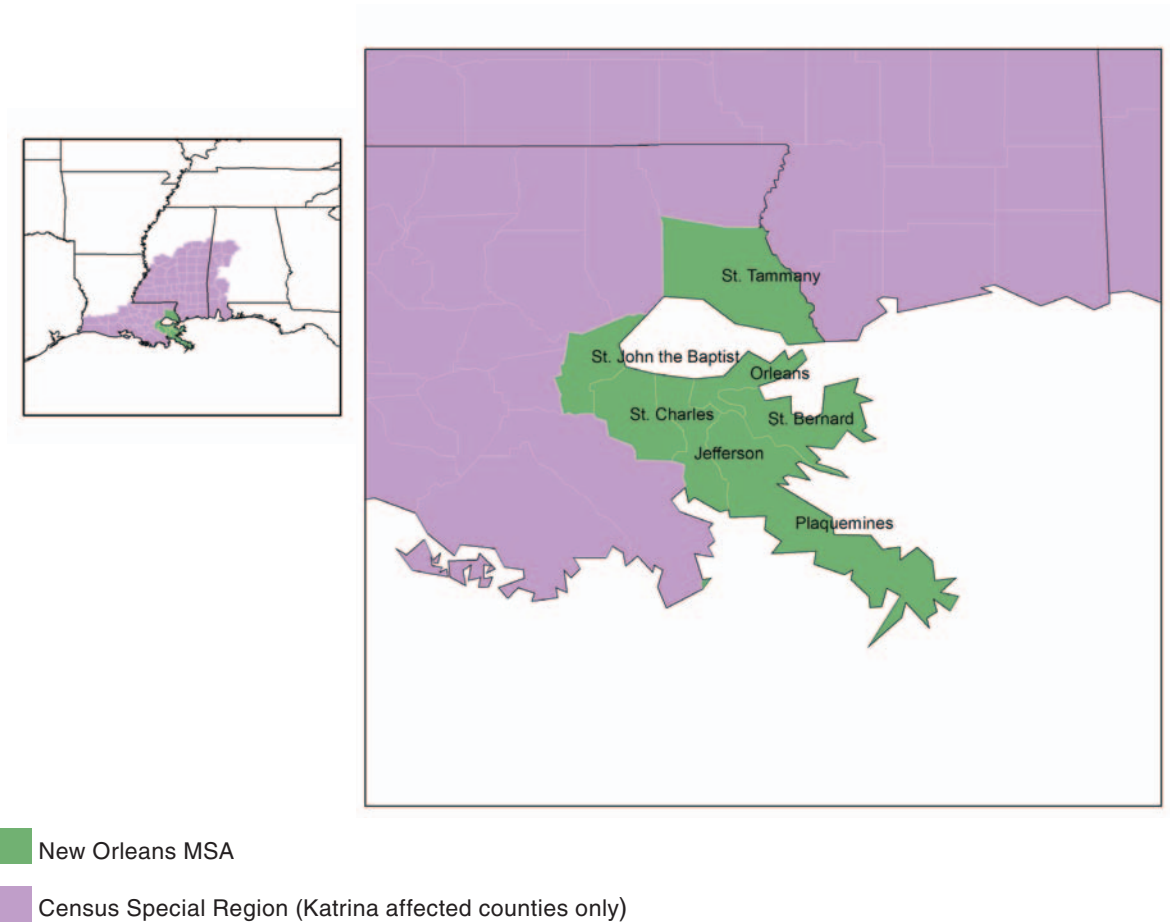 St. Tammany
St. John the Baptist
Orleans
St. Charles
St. Bernard
Jefferson
Plaquemines
New Orleans MSA
Census Special Region (Katrina affected counties only)